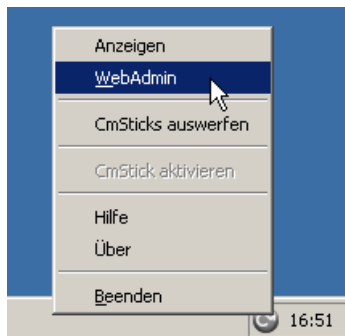 Anzeigen
WebAdmin
CmSticks auswerfen
CmStick aktivieren
Hilfe
Über
Beenden
16:51